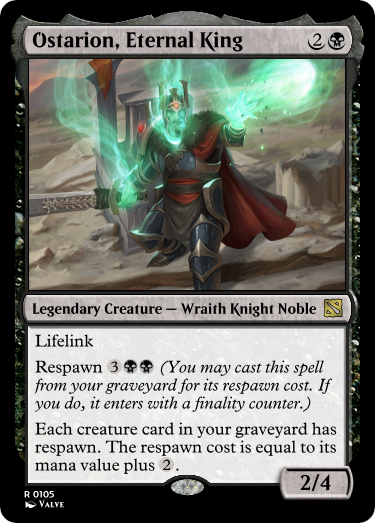 Ostarion, Eternal King 2
Legendary Creature — Wraith Knight Noble
Lifelink
Respawn 3 (You may cast this spell
from your graveyard for its respawn cost. If
you do, it enters with a finality counter.)
Each creature card in your graveyard has
respawn. The respawn cost is equal to its
mana value plus 2.
2/4
R 0105
Valve